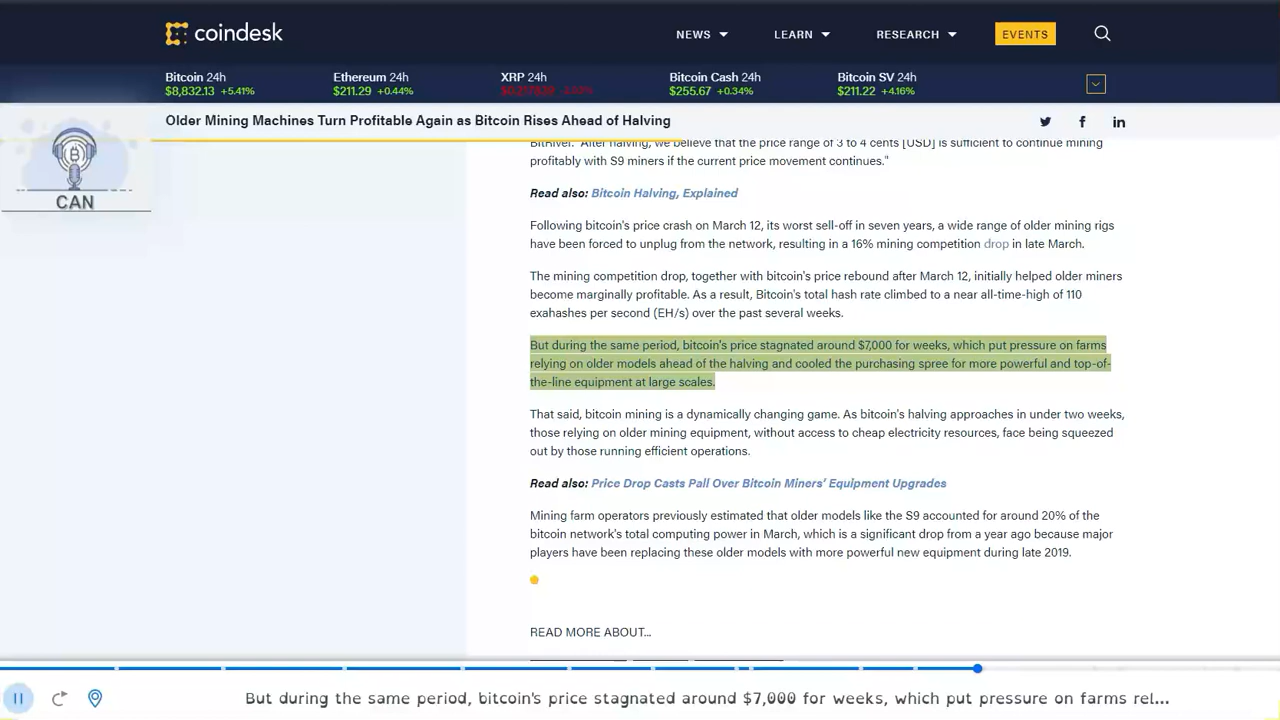 coindesk
NEWS
LEARN
RESEARCH
EVENTS
Bitcoin 24h
$8,832.13 +5.41%
Ethereum 24h
$211.29 +0.44%
XRP 24h
Bitcoin Cash 24h
$255.67 +0.34%
Bitcoin SV 24h
$211.22 +4.16%
Older Mining Machines Turn Profitable Again as Bitcoin Rises Ahead of Halving
CAN
BitRiver. "After halving, we believe that the price range of 3 to 4 cents [USD] is sufficient to continue mining
profitably with S9 miners if the current price movement continues."
Read also: Bitcoin Halving, Explained
Following bitcoin's price crash on March 12, its worst sell-off in seven years, a wide range of older mining rigs
have been forced to unplug from the network, resulting in a 16% mining competition drop in late March.
The mining competition drop, together with bitcoin's price rebound after March 12, initially helped older miners
become marginally profitable. As a result, Bitcoin's total hash rate climbed to a near all-time-high of 110
exahashes per second (EH/s) over the past several weeks.
But during the same period, bitcoin's price stagnated around $7,000 for weeks, which put pressure on farms
relying on older models ahead of the halving and cooled the purchasing spree for more powerful and top-of-
the-line equipment at large scales.
That said, bitcoin mining is a dynamically changing game. As bitcoin's halving approaches in under two weeks,
those relying on older mining equipment, without access to cheap electricity resources, face being squeezed
out by those running efficient operations.
Read also: Price Drop Casts Pall Over Bitcoin Miners' Equipment Upgrades
Mining farm operators previously estimated that older models like the S9 accounted for around 20% of the
bitcoin network's total computing power in March, which is a significant drop from a year ago because major
players have been replacing these older models with more powerful new equipment during late 2019.
READ MORE ABOUT...
But during the same period, bitcoin's price stagnated around $7,000 for weeks, which put pressure on farms rel...